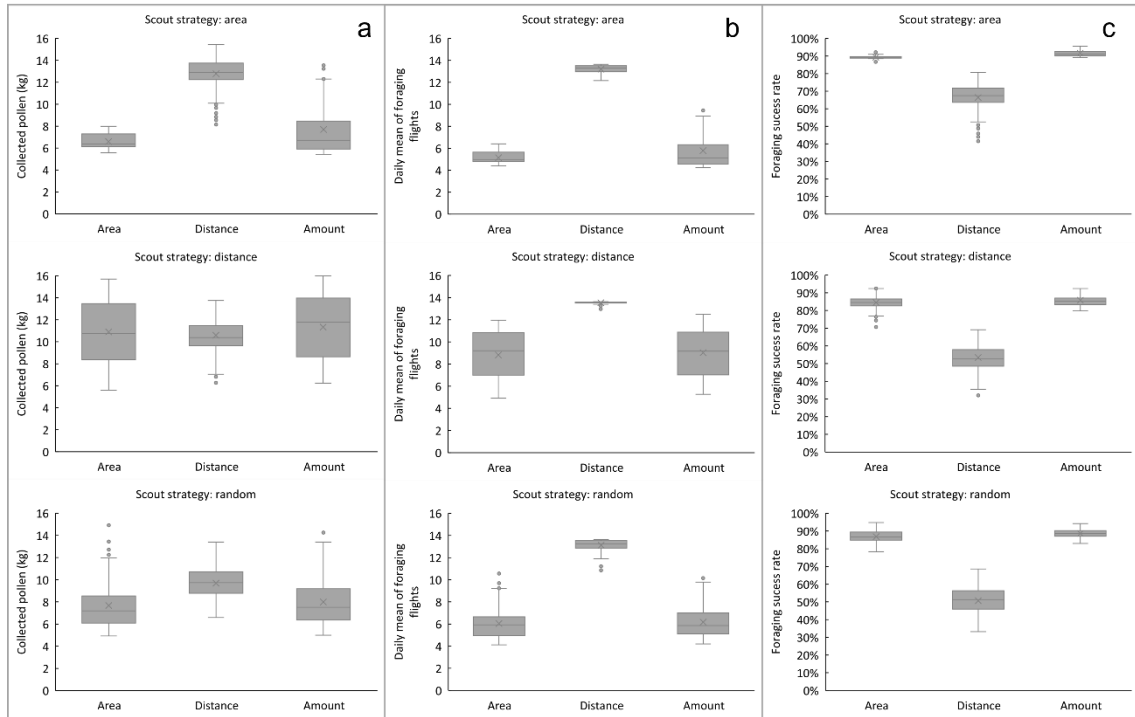 Scout strategy: area
a
Collected pollen (kg)
16
14
12
10
8
6
4
2
0
Area Distance Amount
Scout strategy: distance
Collected pollen (kg)
16
14
12
10
8
6
4
2
0
Area Distance Amount
Scout strategy: random
Collected pollen (kg)
16
14
12
10
8
6
4
2
0
Area Distance Amount
Scout strategy: area
b
Daily mean of foraging
flights
16
14
12
10
8
6
4
2
0
Area Distance Amount
Scout strategy: distance
Daily mean of foraging
flights
16
14
12
10
8
6
4
2
0
Area Distance Amount
Scout strategy: random
Daily mean of foraging
flights
16
14
12
10
8
6
4
2
0
Area Distance Amount
Scout strategy: area
c
Foraging sucess rate
100%
90%
80%
70%
60%
50%
40%
30%
20%
10%
0%
Area Distance Amount
Scout strategy: distance
Foraging sucess rate
100%
90%
80%
70%
60%
50%
40%
30%
20%
10%
0%
Area Distance Amount
Scout strategy: random
Foraging sucess rate
100%
90%
80%
70%
60%
50%
40%
30%
20%
10%
0%
Area Distance Amount